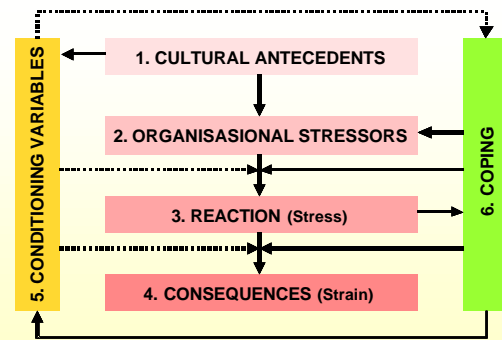 1. CULTURAL ANTECEDENTS
2. ORGANISASIONAL STRESSORS
3. REACTION (Stress)
4. CONSEQUENCES (Strain)
5. CONDITIONING VARIABLES
6. COPING